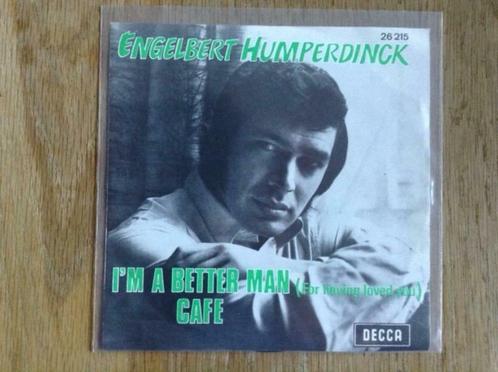 26 215
ENGELBERT HUMPERDINCK
I'M A BETTER MAN (For having loved you)
CAFE
DECCA